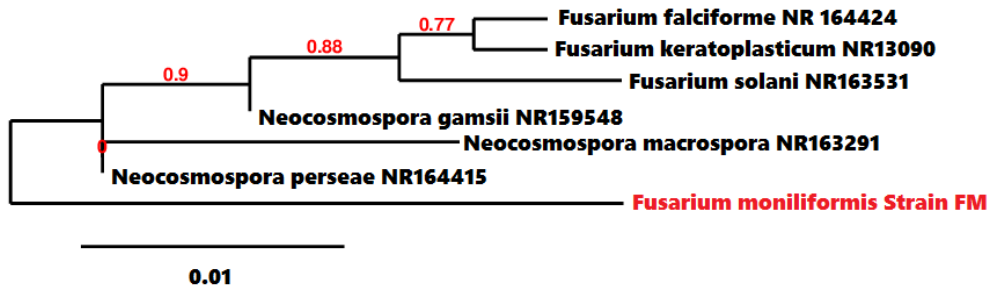 Fusarium falciforme NR 164424
0.77
Fusarium keratoplasticum NR13090
0.88
0.9
Fusarium solani NR163531
Neocosmospora gamsii NR159548
0
Neocosmospora macrospora NR163291
Neocosmospora perseae NR164415
Fusarium moniliformis Strain FM
0.01